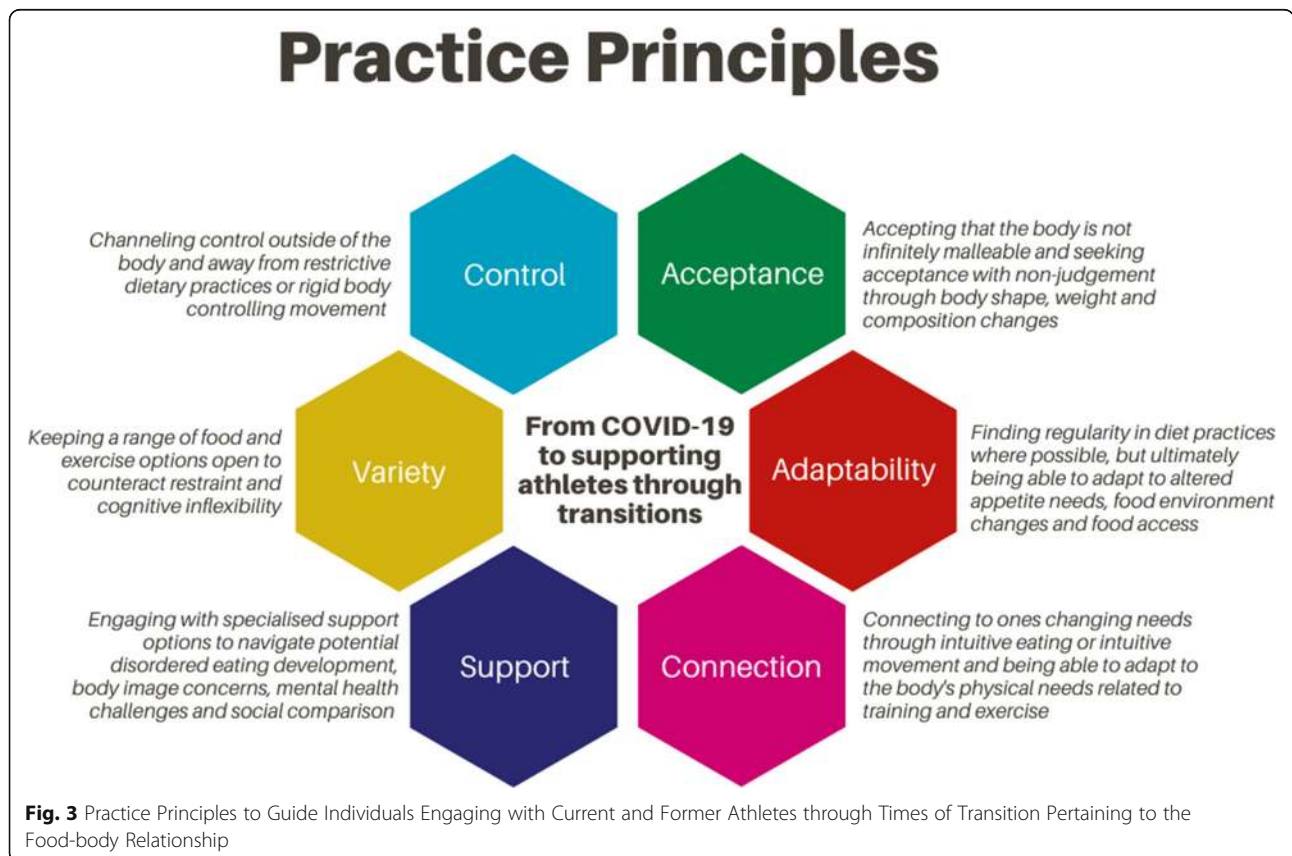 Practice Principles
Channeling control outside of the
body and away from restrictive
dietary practices or rigid body
controlling movement
Control
Acceptance
Accepting that the body is not
infinitely malleable and seeking
acceptance with non-judgement
through body shape, weight and
composition changes
Keeping a range of food and
exercise options open to
counteract restraint and
cognitive inflexibility
Variety
From COVID-19
to supporting
athletes through
transitions
Adaptability
Finding regularity in diet practices
where possible, but ultimately
being able to adapt to altered
appetite needs, food environment
changes and food access
Engaging with specialised support
options to navigate potential
disordered eating development,
body image concerns, mental health
challenges and social comparison
Support
Connection
Connecting to ones changing needs
through intuitive eating or intuitive
movement and being able to adapt to
the body's physical needs related to
training and exercise
Fig. 3 Practice Principles to Guide Individuals Engaging with Current and Former Athletes through Times of Transition Pertaining to the
Food-body Relationship